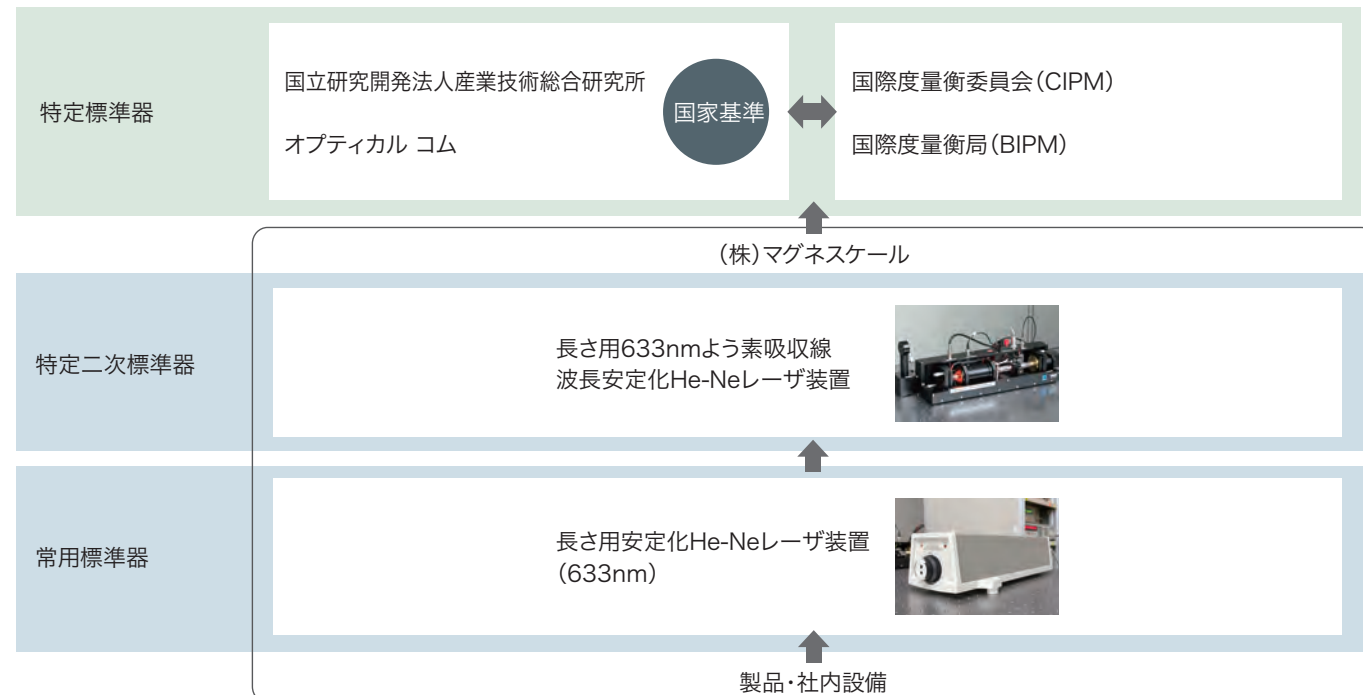 特定標準器
国立研究開発法人産業技術総合研究所
オプティカル コム
国家基準
国際度量衡委員会(CIPM)
国際度量衡局(BIPM)
(株)マグネスケール
特定二次標準器
長さ用633nmよう素吸収線
波長安定化He-Neレーザ装置
常用標準器
長さ用安定化He-Neレーザ装置
(633nm)
製品・社内設備